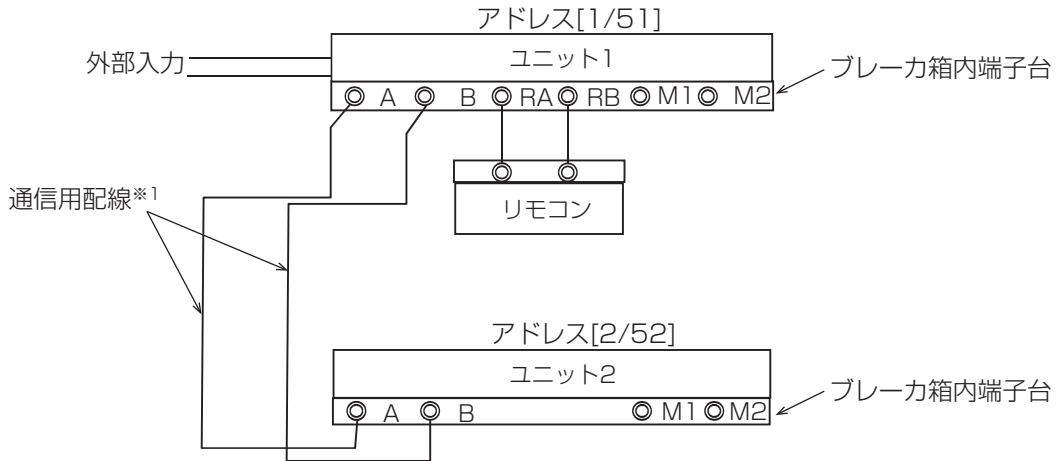 アドレス[1/51]
外部入力
ユニット1
ブレーカ箱内端子台
A B RA RB M1 M2
通信用配線※1
リモコン
アドレス[2/52]
ユニット2
ブレーカ箱内端子台
A B M1 M2